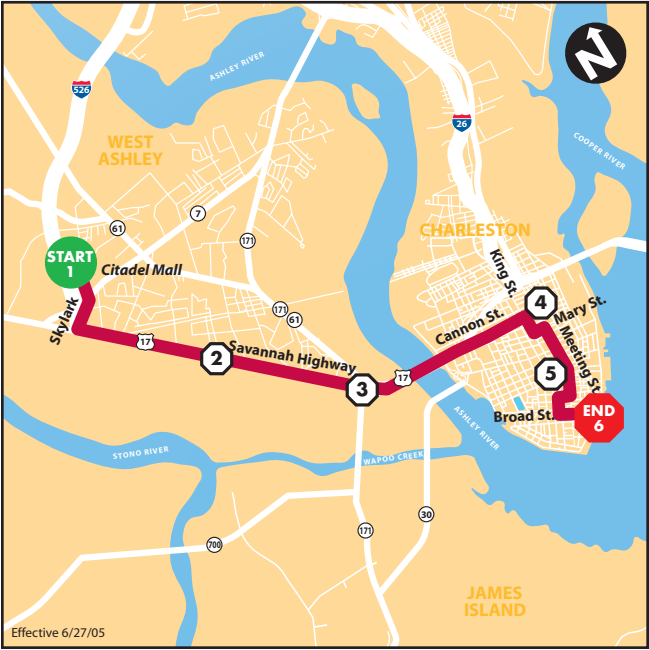 N
526
ASHLEY RIVER
26
COOPER RIVER
WEST
ASHLEY
7
61
171
CHARLESTON
START
1
Citadel Mall
King St.
Skylark
171
61
4
Mary St.
Cannon St.
17
2
Savannah Highway
Meeting St.
5
3
17
Broad St.
END
6
ASHLEY RIVER
STONO RIVER
WAPOO CREEK
30
171
700
JAMES
ISLAND
Effective 6/27/05